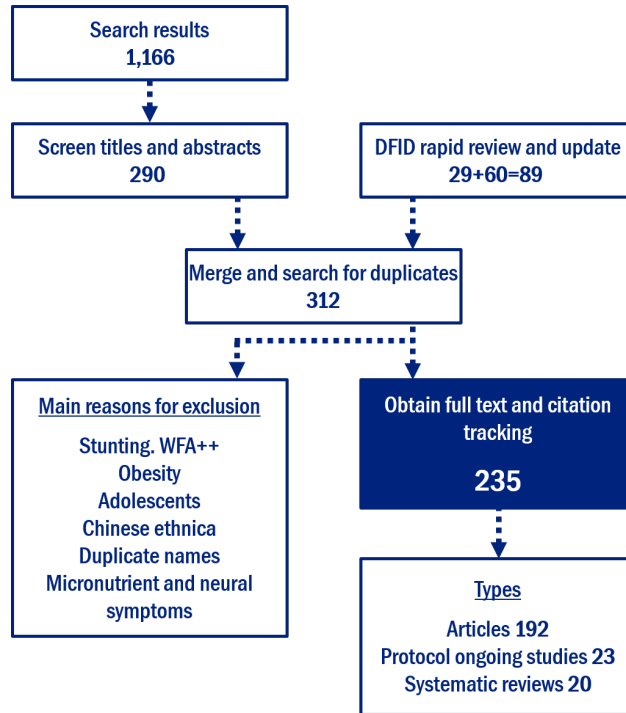 Search results
1,166
Screen titles and abstracts
290
DFID rapid review and update
29+60=89
Merge and search for duplicates
312
Main reasons for exclusion
Stunting. WFA++
Obesity
Adolescents
Chinese ethnica
Duplicate names
Micronutrient and neural
symptoms
Obtain full text and citation
tracking
235
Types
Articles 192
Protocol ongoing studies 23
Systematic reviews 20